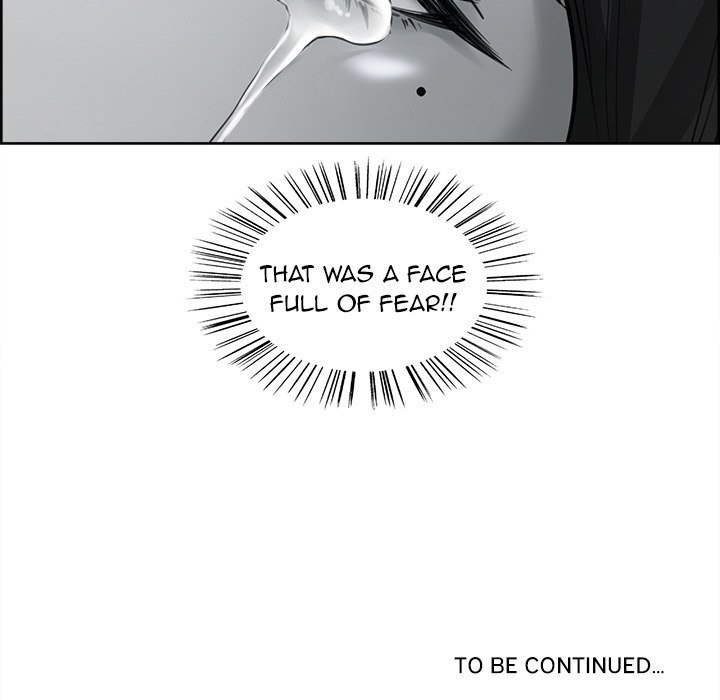 THAT WAS A FACE
FULL OF FEAR!!
TO BE CONTINUED...